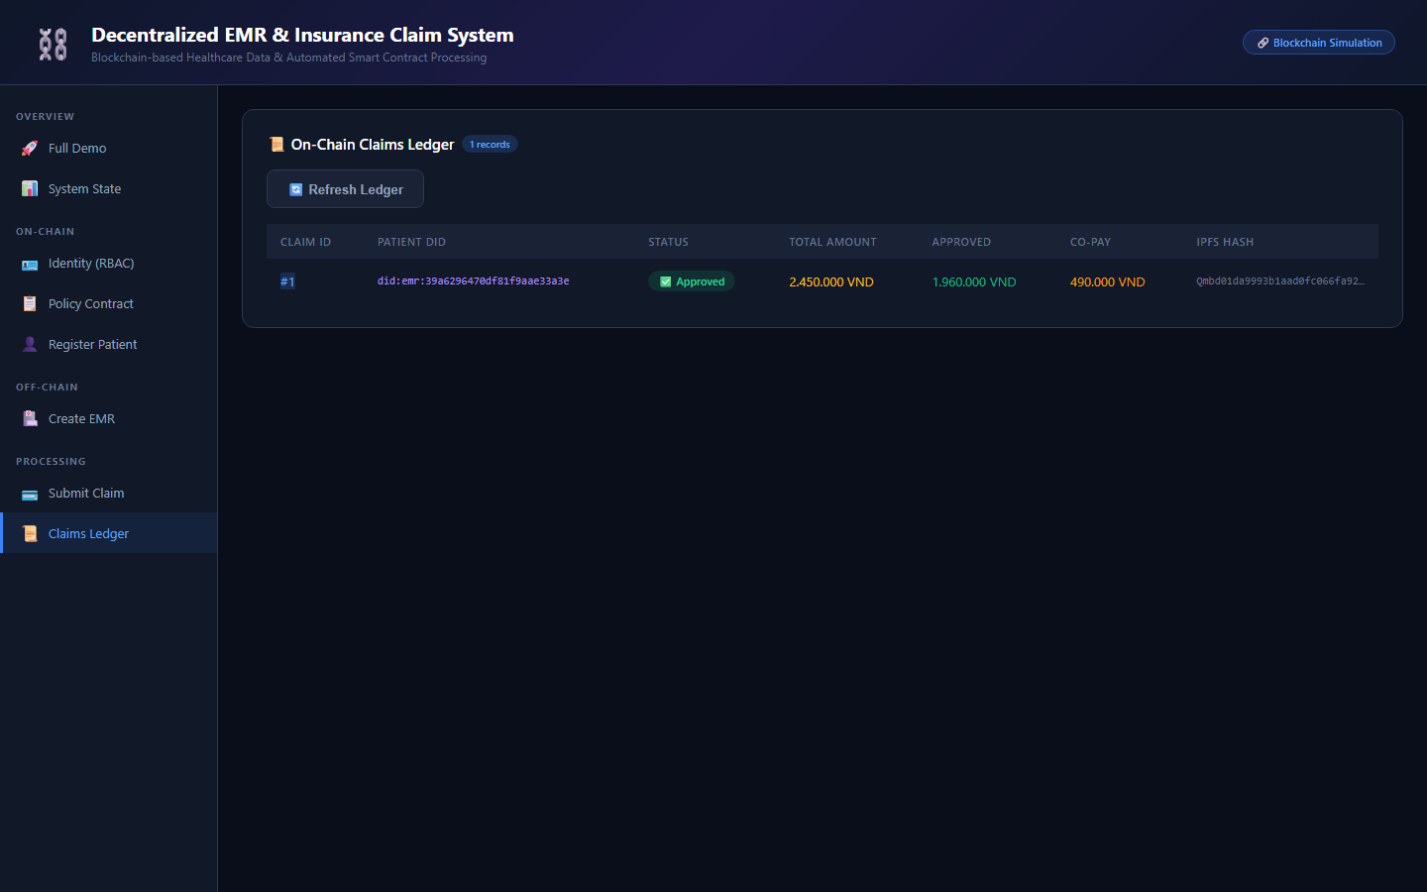 Decentralized EMR & Insurance Claim System
Blockchain-based Healthcare Data & Automated Smart Contract Processing
Blockchain Simulation
OVERVIEW
Full Demo
System State
ON-CHAIN
Identity (RBAC)
Policy Contract
Register Patient
OFF-CHAIN
Create EMR
PROCESSING
Submit Claim
Claims Ledger
On-Chain Claims Ledger 1 records
Refresh Ledger
CLAIM ID PATIENT DID STATUS TOTAL AMOUNT APPROVED CO-PAY IPFS HASH
#1 did:emr:39a6296470df81f9aae33a3e Approved 2.450.000 VND 1.960.000 VND 490.000 VND Qmbd01da9993b1aad0fc066fa92…